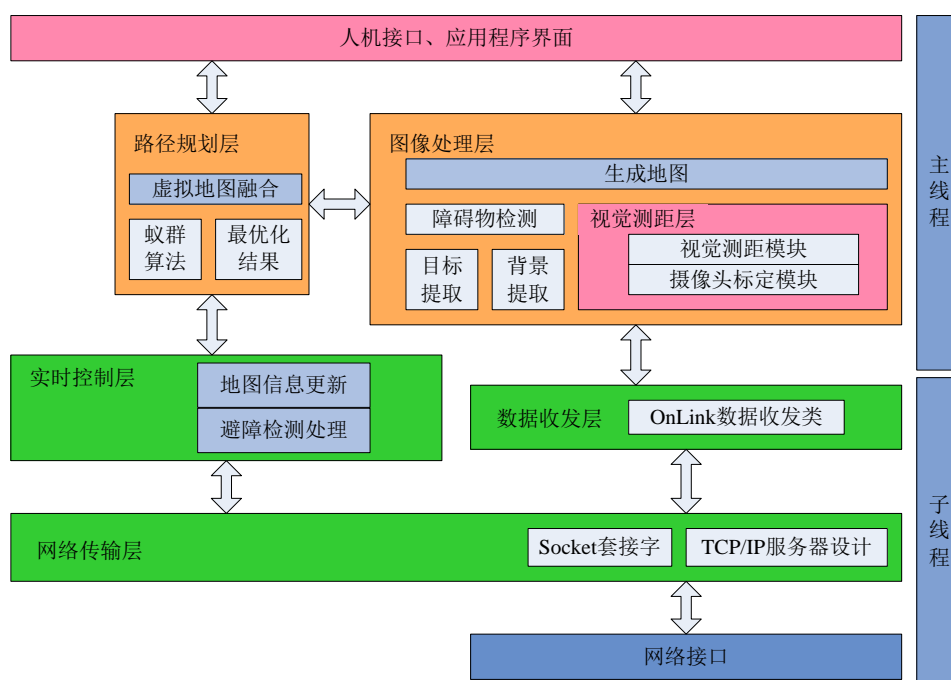 人机接口、应用程序界面
路径规划层
虚拟地图融合
蚁群
算法
最优化
结果
图像处理层
生成地图
障碍物检测
目标
提取
背景
提取
视觉测距层
视觉测距模块
摄像头标定模块
主
线
程
实时控制层
地图信息更新
避障检测处理
数据收发层
OnLink数据收发类
网络传输层
Socket套接字
TCP/IP服务器设计
网络接口
子
线
程